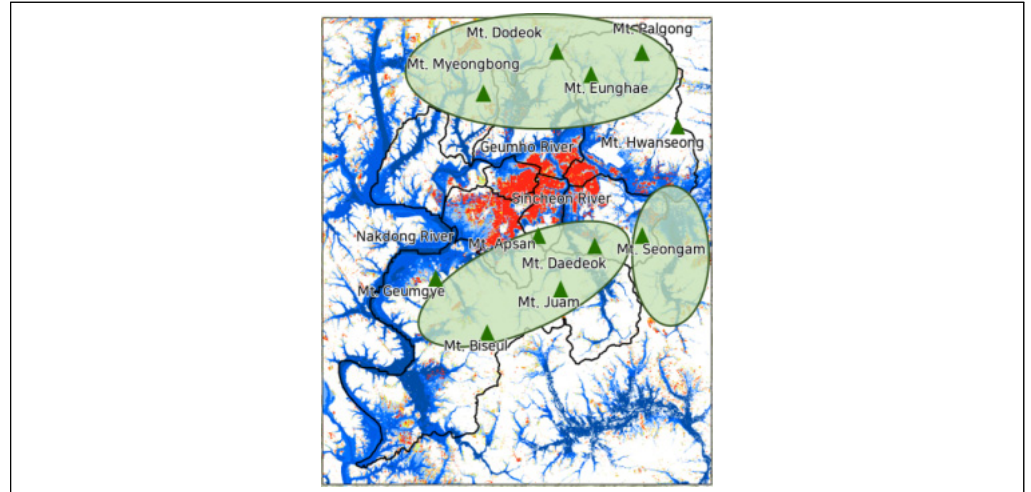 Mt. Dodeok
Mt. Palgong
Mt. Myeongbong
Mt. Eunghae
Mt. Hwanseong
Geumho River
Sincheon River
Nakdong River
Mt. Apsan
Mt. Seongam
Mt. Daedeok
Mt. Geumgye
Mt. Juam
Mt. Biseul